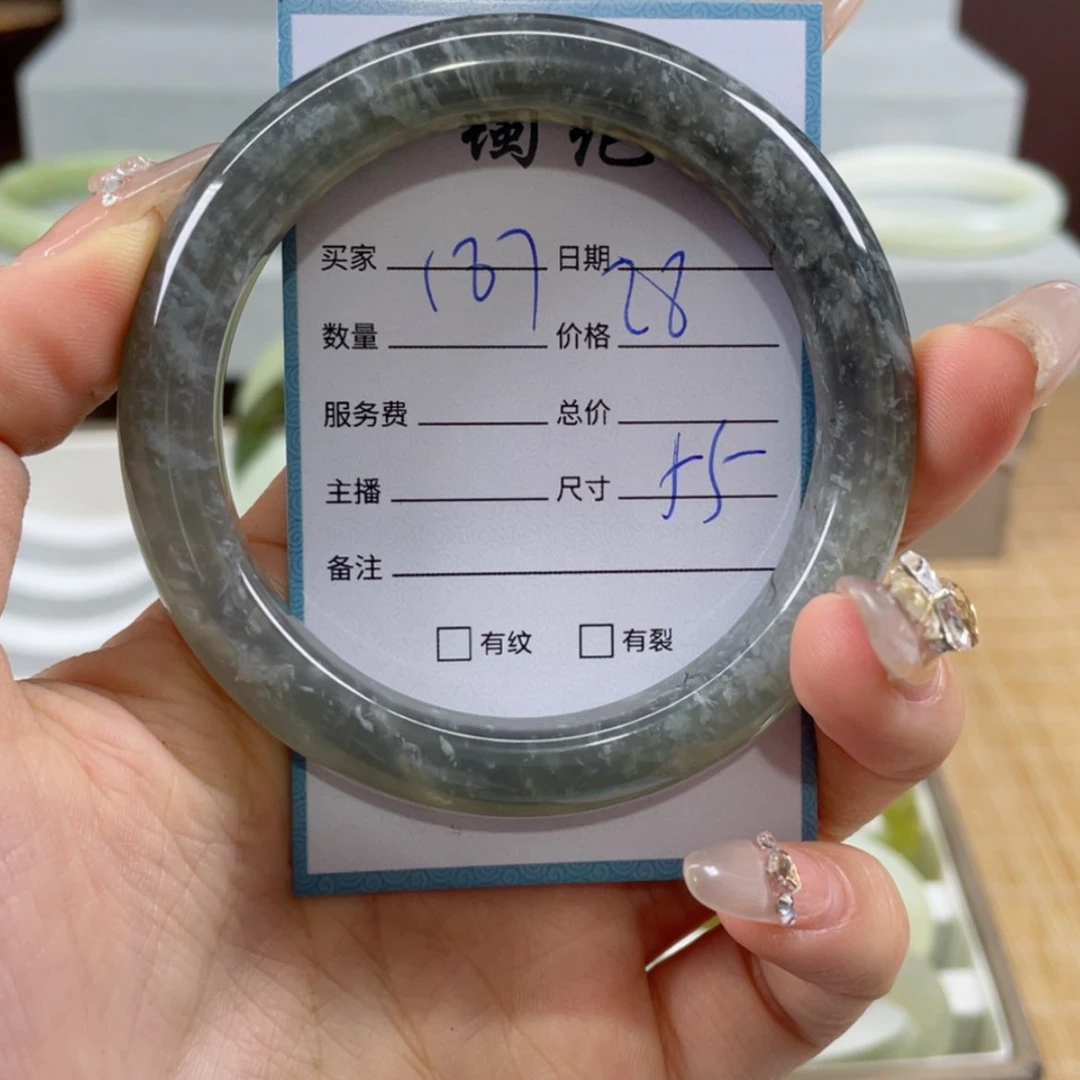 买家 187 日期 28
数量 价格
服务费 总价
主播 尺寸 55
备注
有纹 有裂